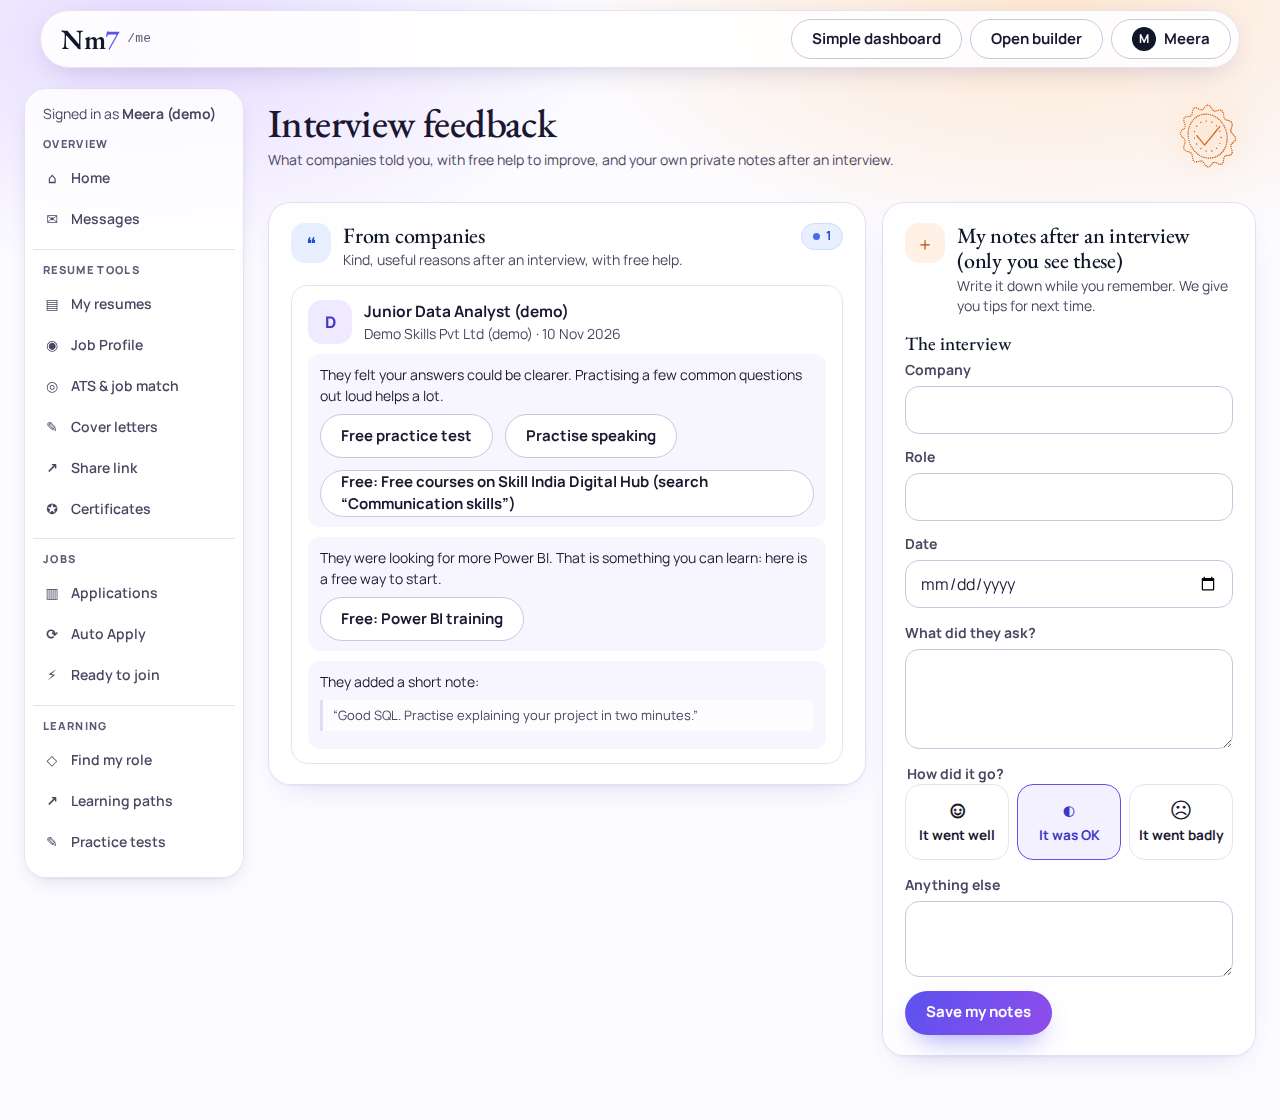 Nm7 /me
Simple dashboard
Open builder
M Meera
Signed in as Meera (demo)
OVERVIEW
Home
Messages
RESUME TOOLS
My resumes
Job Profile
ATS & job match
Cover letters
Share link
Certificates
JOBS
Applications
Auto Apply
Ready to join
LEARNING
Find my role
Learning paths
Practice tests
Interview feedback
What companies told you, with free help to improve, and your own private notes after an interview.
From companies
1
Kind, useful reasons after an interview, with free help.
D
Junior Data Analyst (demo)
Demo Skills Pvt Ltd (demo) · 10 Nov 2026
They felt your answers could be clearer. Practising a few common questions
out loud helps a lot.
Free practice test
Practise speaking
Free: Free courses on Skill India Digital Hub (search
“Communication skills”)
They were looking for more Power BI. That is something you can learn: here is
a free way to start.
Free: Power BI training
They added a short note:
“Good SQL. Practise explaining your project in two minutes.”
My notes after an interview
(only you see these)
Write it down while you remember. We give
you tips for next time.
The interview
Company
Role
Date
mm/dd/yyyy
What did they ask?
How did it go?
It went well
It was OK
It went badly
Anything else
Save my notes